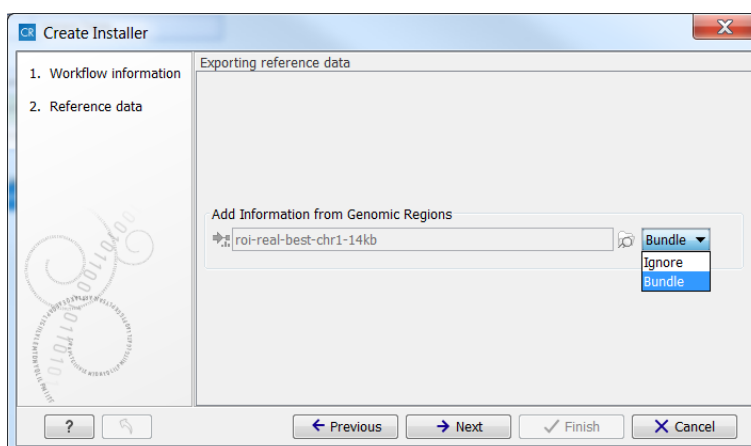 CR Create Installer X
1. Workflow information
2. Reference data
Exporting reference data
Add Information from Genomic Regions
roi-real-best-chr1-14kb Bundle
Ignore
Bundle
? Previous Next Finish Cancel